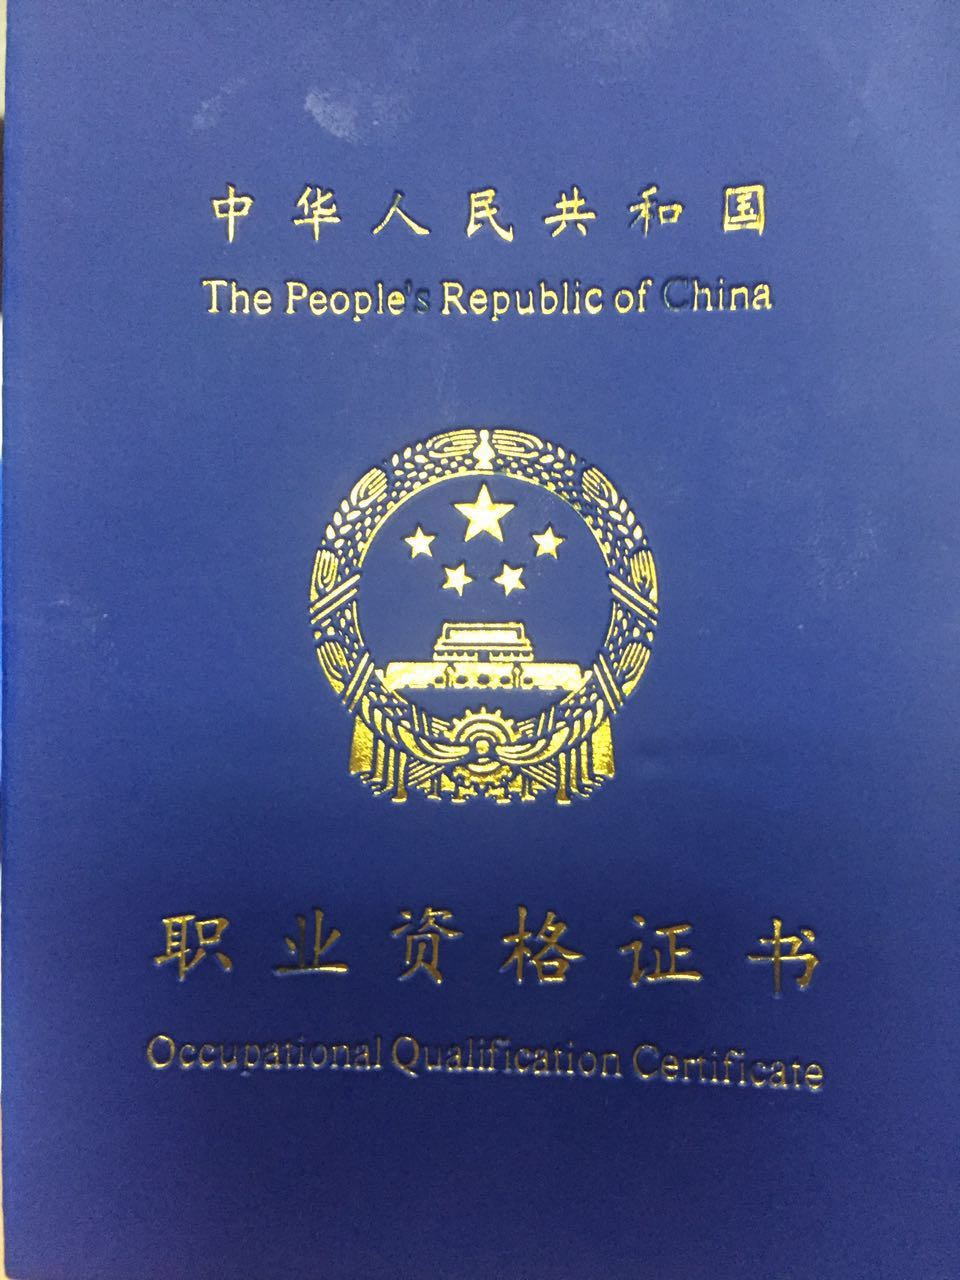 中华人民共和国
The People's Republic of China
职业资格证书
Occupational Qualification Certificate